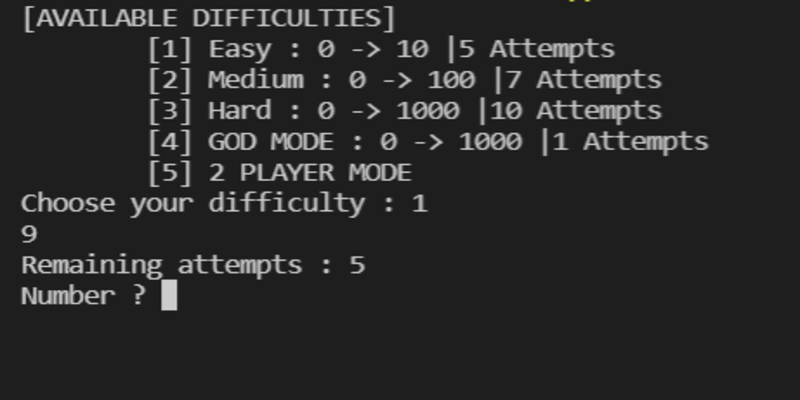 [AVAILABLE DIFFICULTIES]
[1] Easy : 0 -> 10 |5 Attempts
[2] Medium : 0 -> 100 |7 Attempts
[3] Hard : 0 -> 1000 |10 Attempts
[4] GOD MODE : 0 -> 1000 |1 Attempts
[5] 2 PLAYER MODE
Choose your difficulty : 1
9
Remaining attempts : 5
Number ?